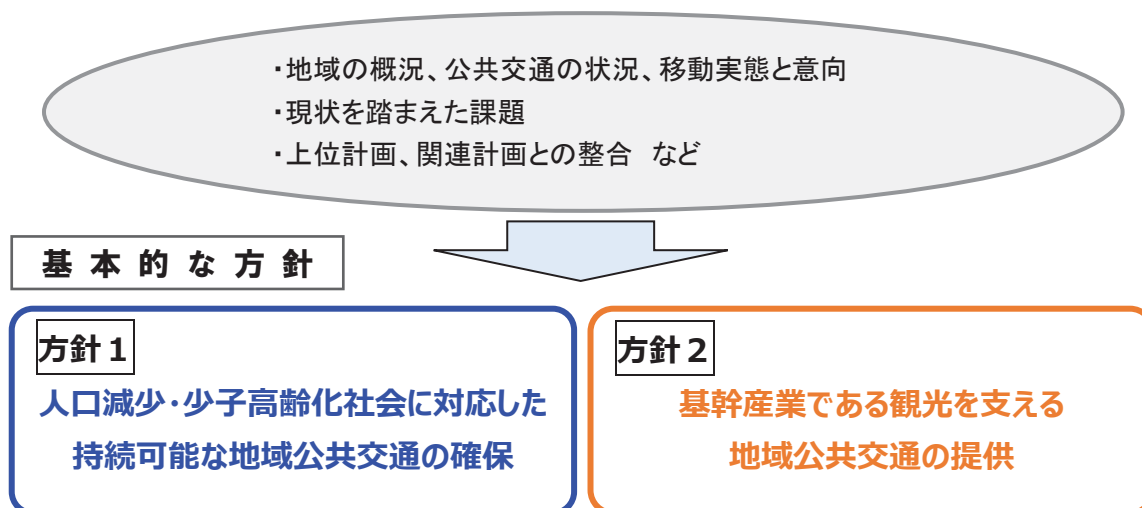 ・地域の概況、公共交通の状況、移動実態と意向
・現状を踏まえた課題
・上位計画、関連計画との整合　など
基本的な方針
方針１
人口減少・少子高齢化社会に対応した
持続可能な地域公共交通の確保
方針２
基幹産業である観光を支える
地域公共交通の提供